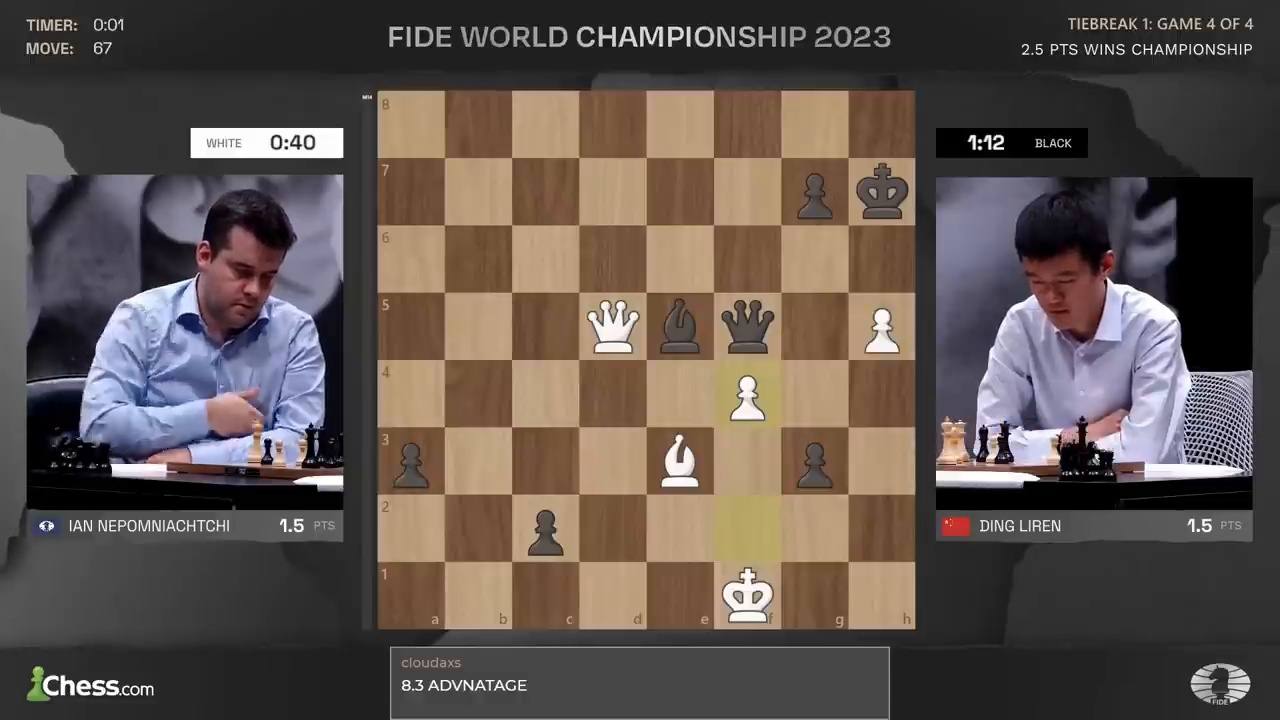 TIMER: 0:01
MOVE: 67
FIDE WORLD CHAMPIONSHIP 2023
TIEBREAK 1: GAME 4 OF 4
2.5 PTS WINS CHAMPIONSHIP
WHITE 0:40
1:12 BLACK
8
7
6
5
4
3
2
1
a b c d e f g h
IAN NEPOMNIACHTCHI 1.5 PTS
DING LIREN 1.5 PTS
cloudaxs
8.3 ADVNATAGE
Chess.com
FIDE